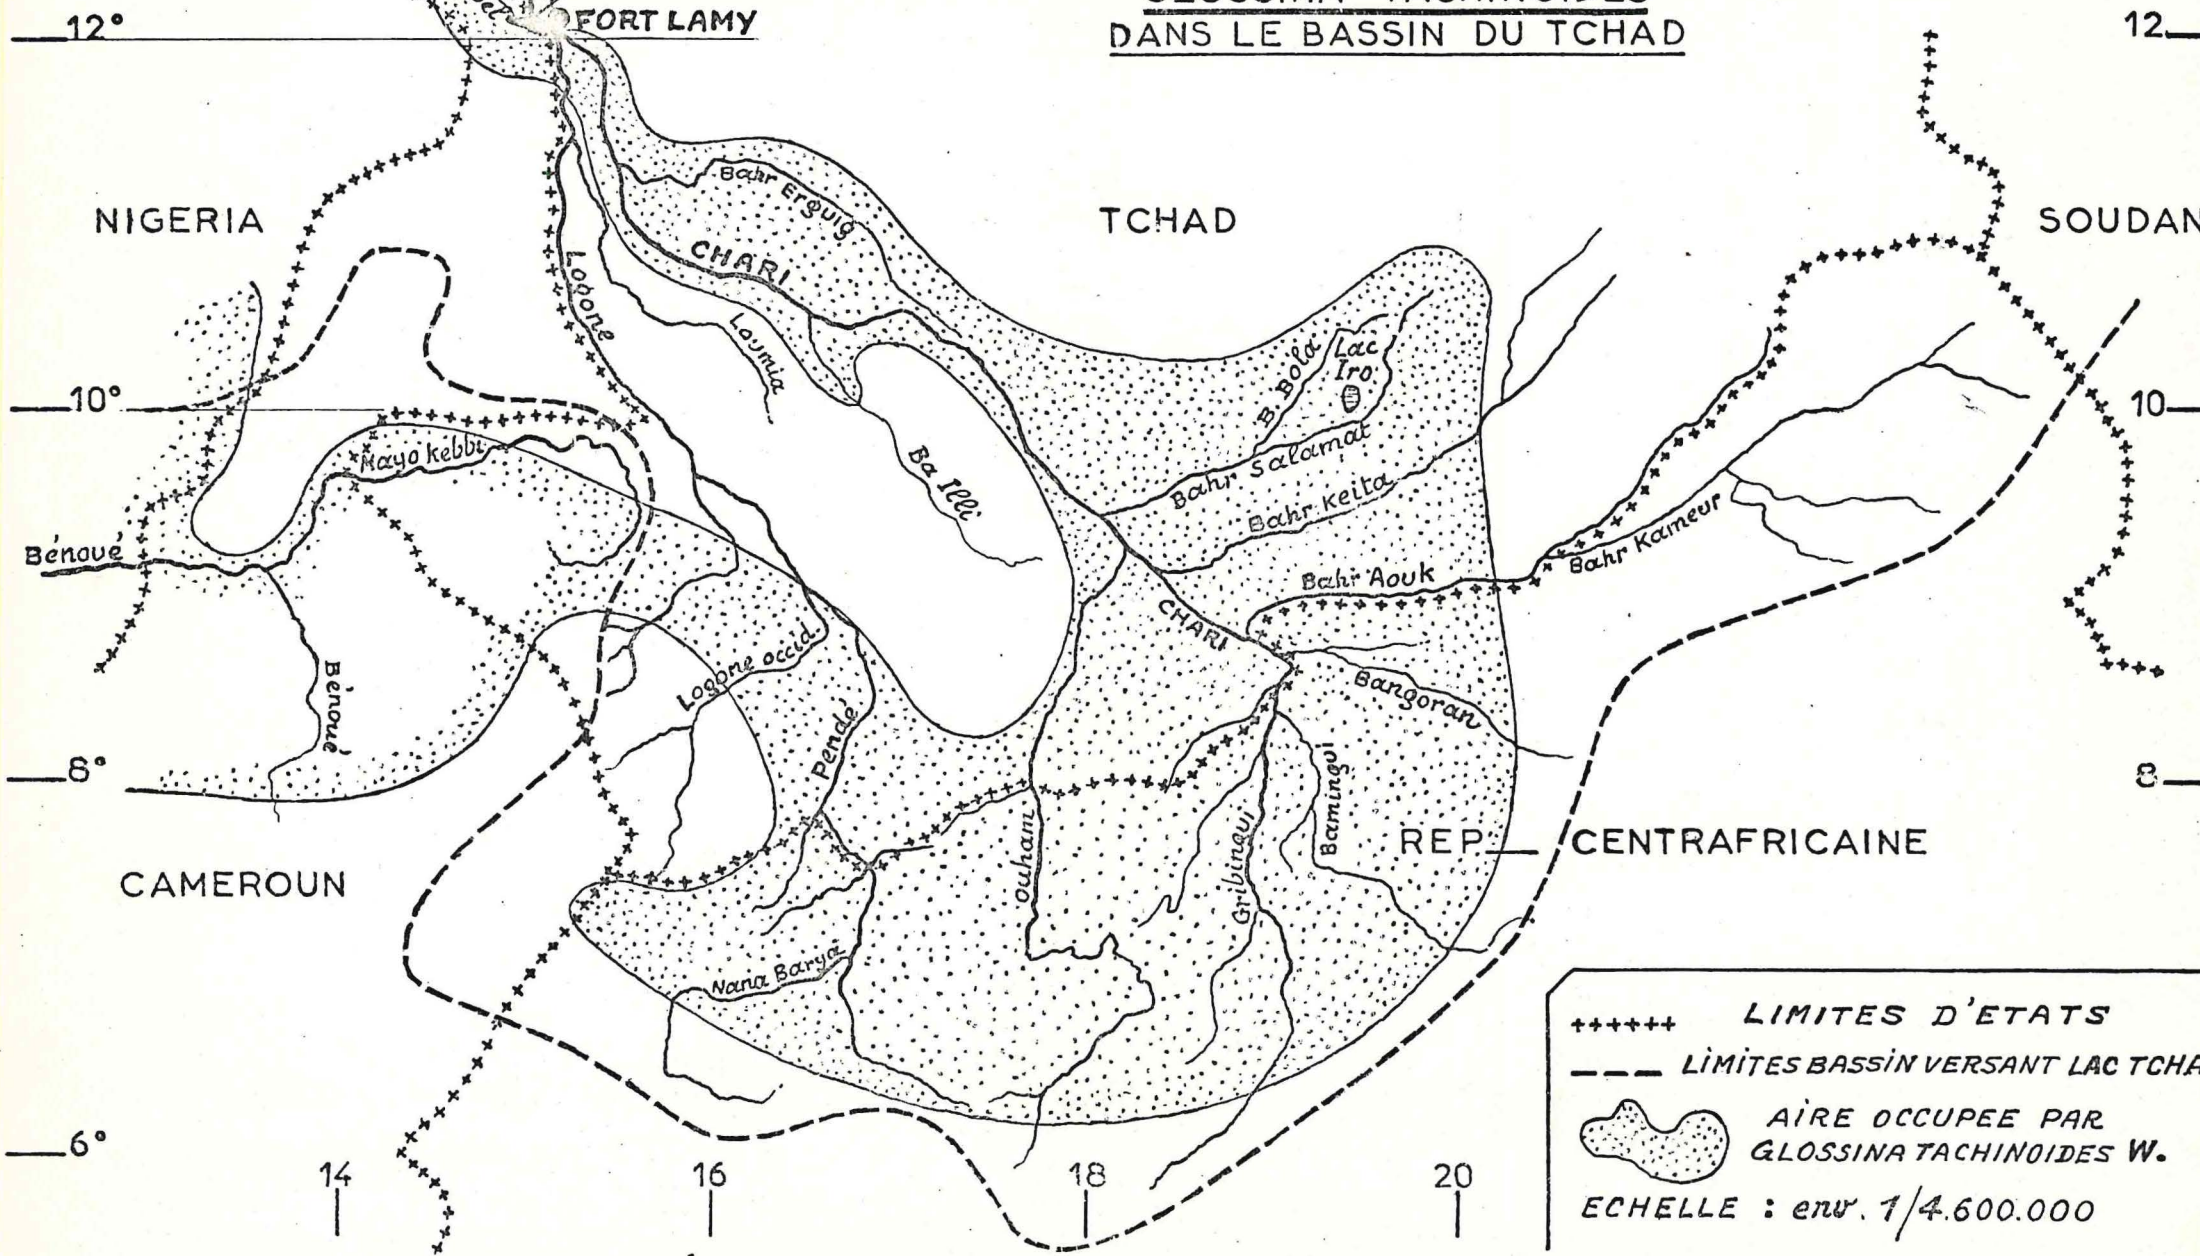 DANS LE BASSIN DU TCHAD
FORT LAMY
12°
12
NIGERIA
TCHAD
SOUDAN
Bahr Erguig
CHARI
Logone
Loumia
B. Bola
Lac
Iro
10°
10
Mayo Kebbi
Ba Illi
Bahr Salamat
Bahr Keita
Bénoué
Bahr Kameur
Bahr Aouk
CHARI
Logone occid.
Bénoué
Bangoran
Pendé
8°
8
Bamingui
Ouham
Gribingui
REP.
CENTRAFRICAINE
CAMEROUN
Nana Barya
6°
14
16
18
20
LIMITES D'ETATS
LIMITES BASSIN VERSANT LAC TCHA
AIRE OCCUPEE PAR
GLOSSINA TACHINOIDES W.
ECHELLE : env. 1/4.600.000